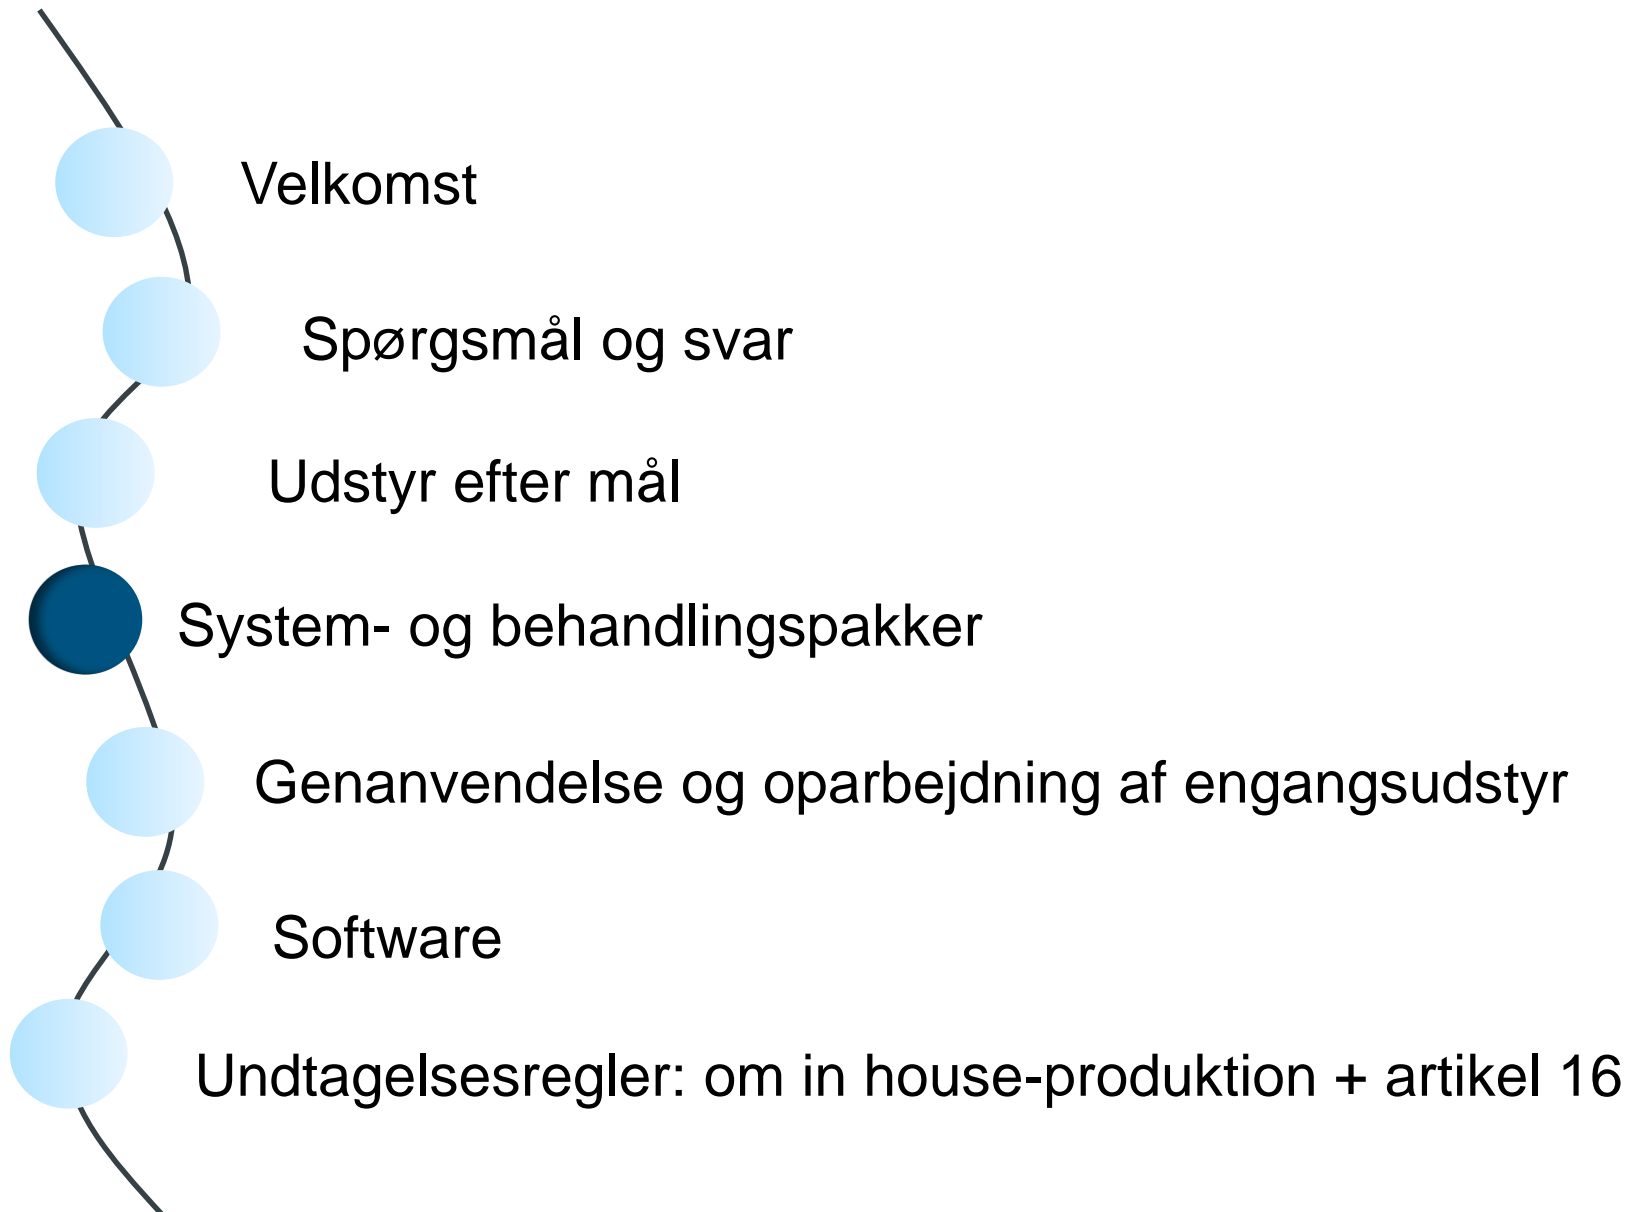 Velkomst
Spørgsmål og svar
Udstyr efter mål
System- og behandlingspakker
Genanvendelse og oparbejdning af engangsudstyr
Software
Undtagelsesregler: om in house-produktion + artikel 16